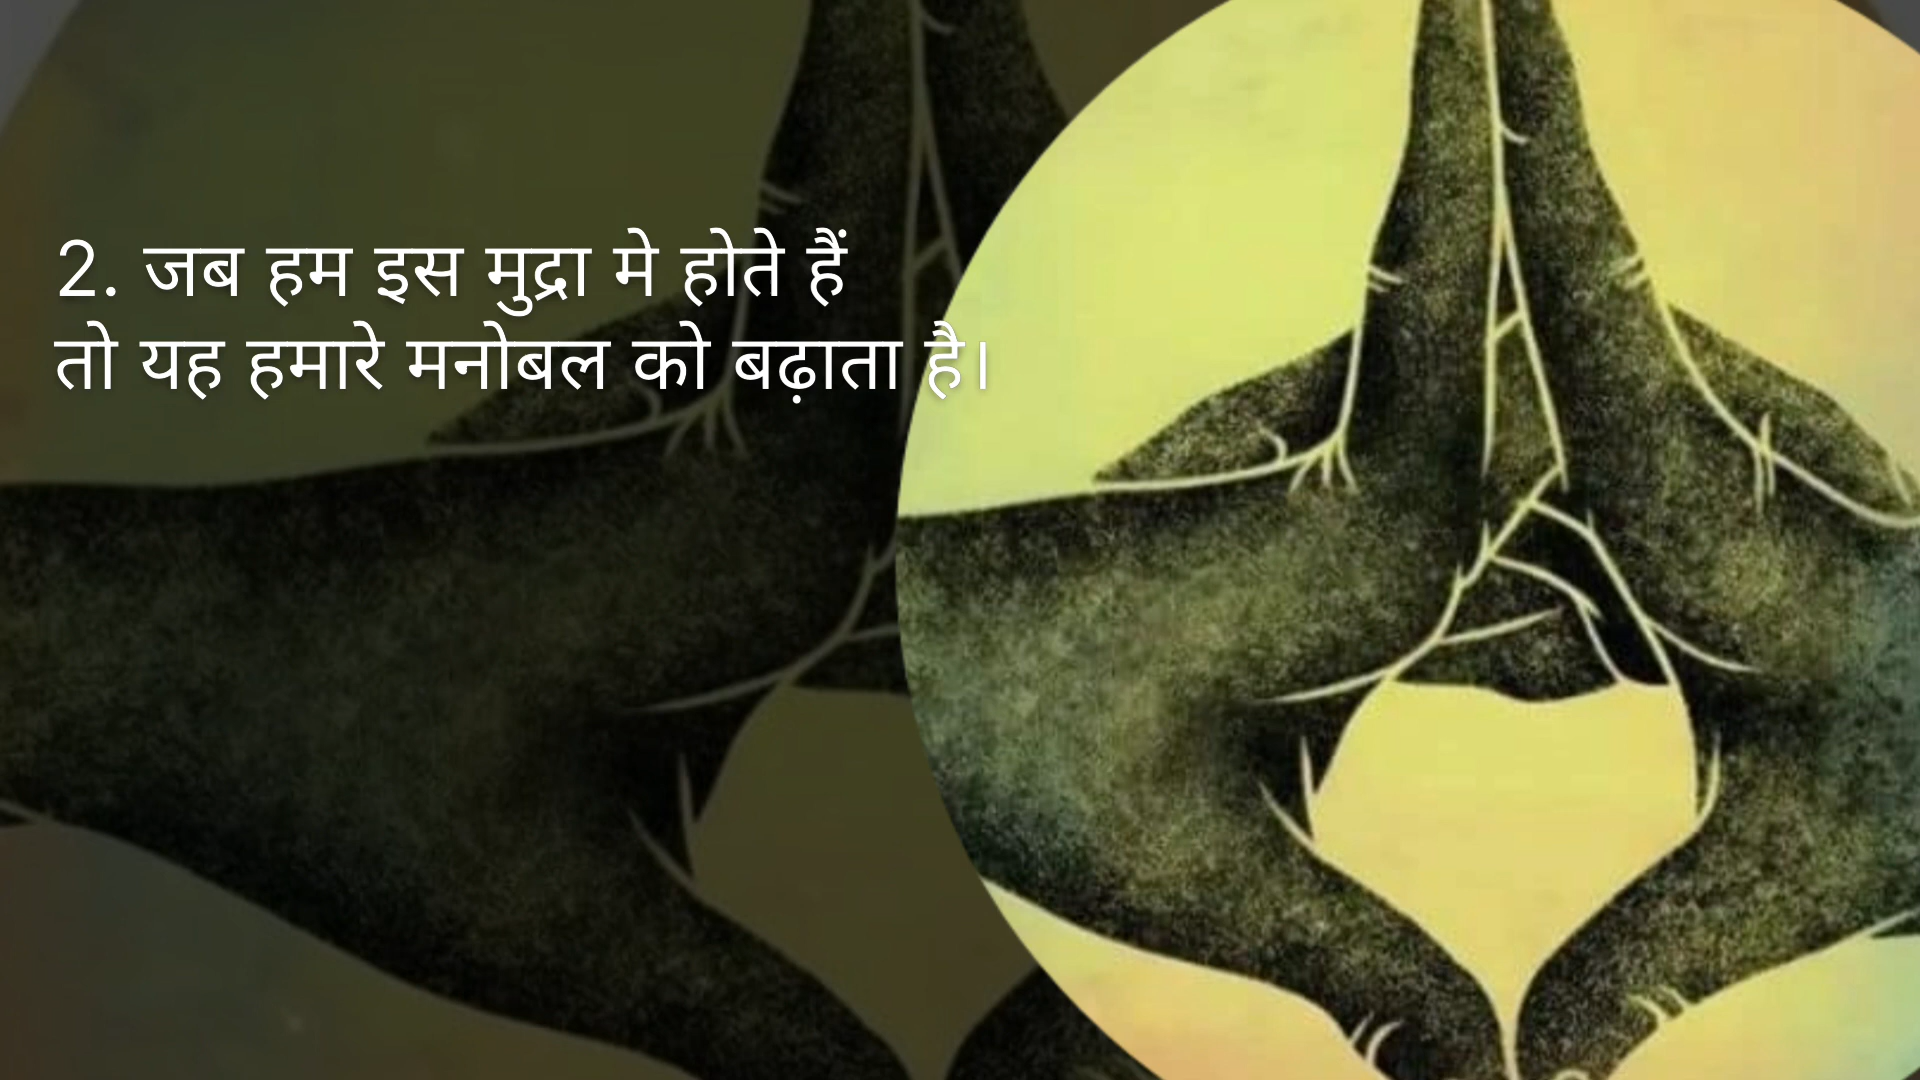 2. जब हम इस मुद्रा मे होते हैं
तो यह हमारे मनोबल को बढ़ाता है।